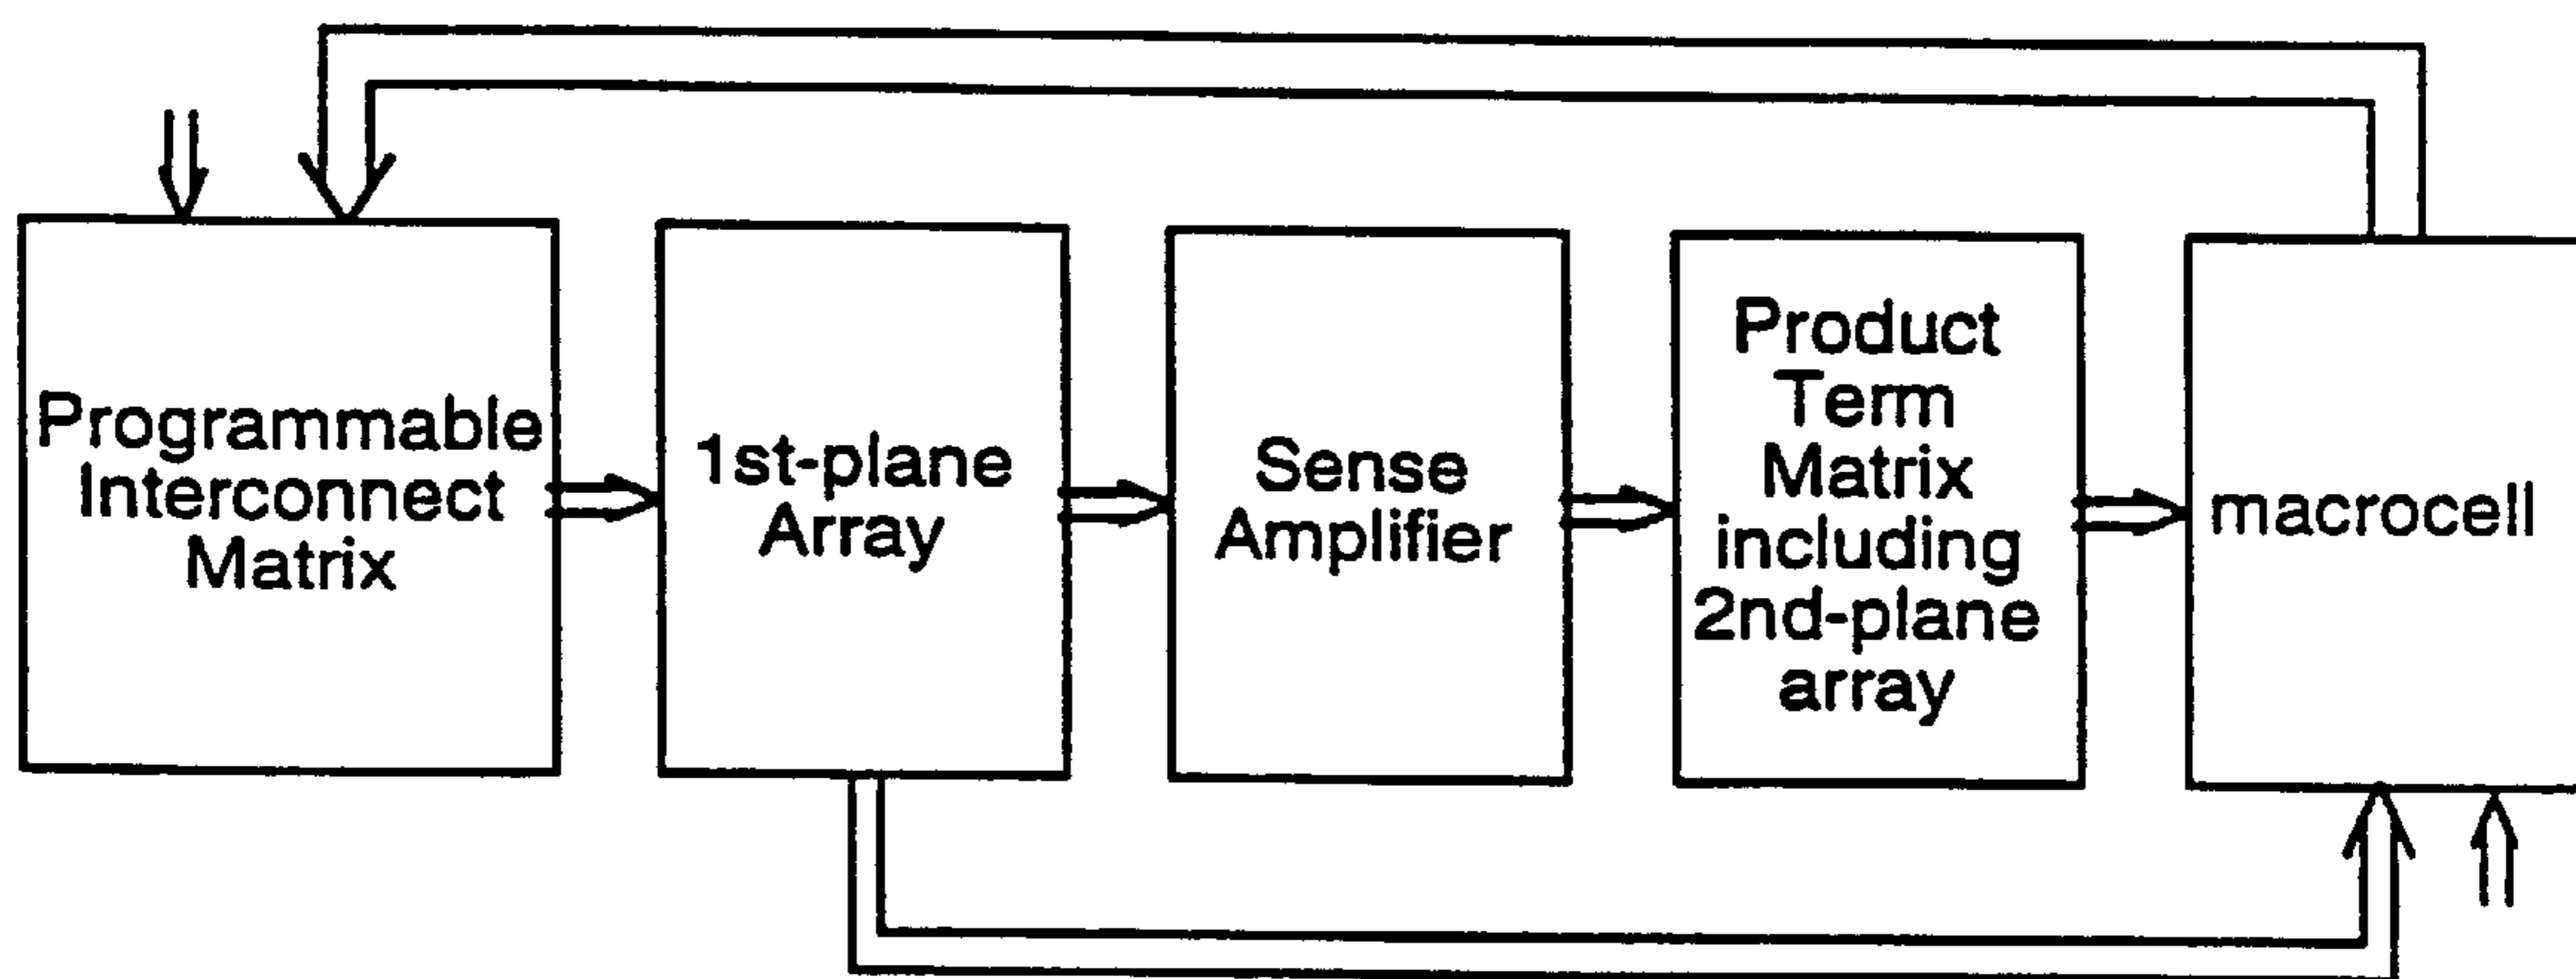 Programmable
Interconnect
Matrix
1st-plane
Array
Sense
Amplifier
Product
Term
Matrix
including
2nd-plane
array
macrocell